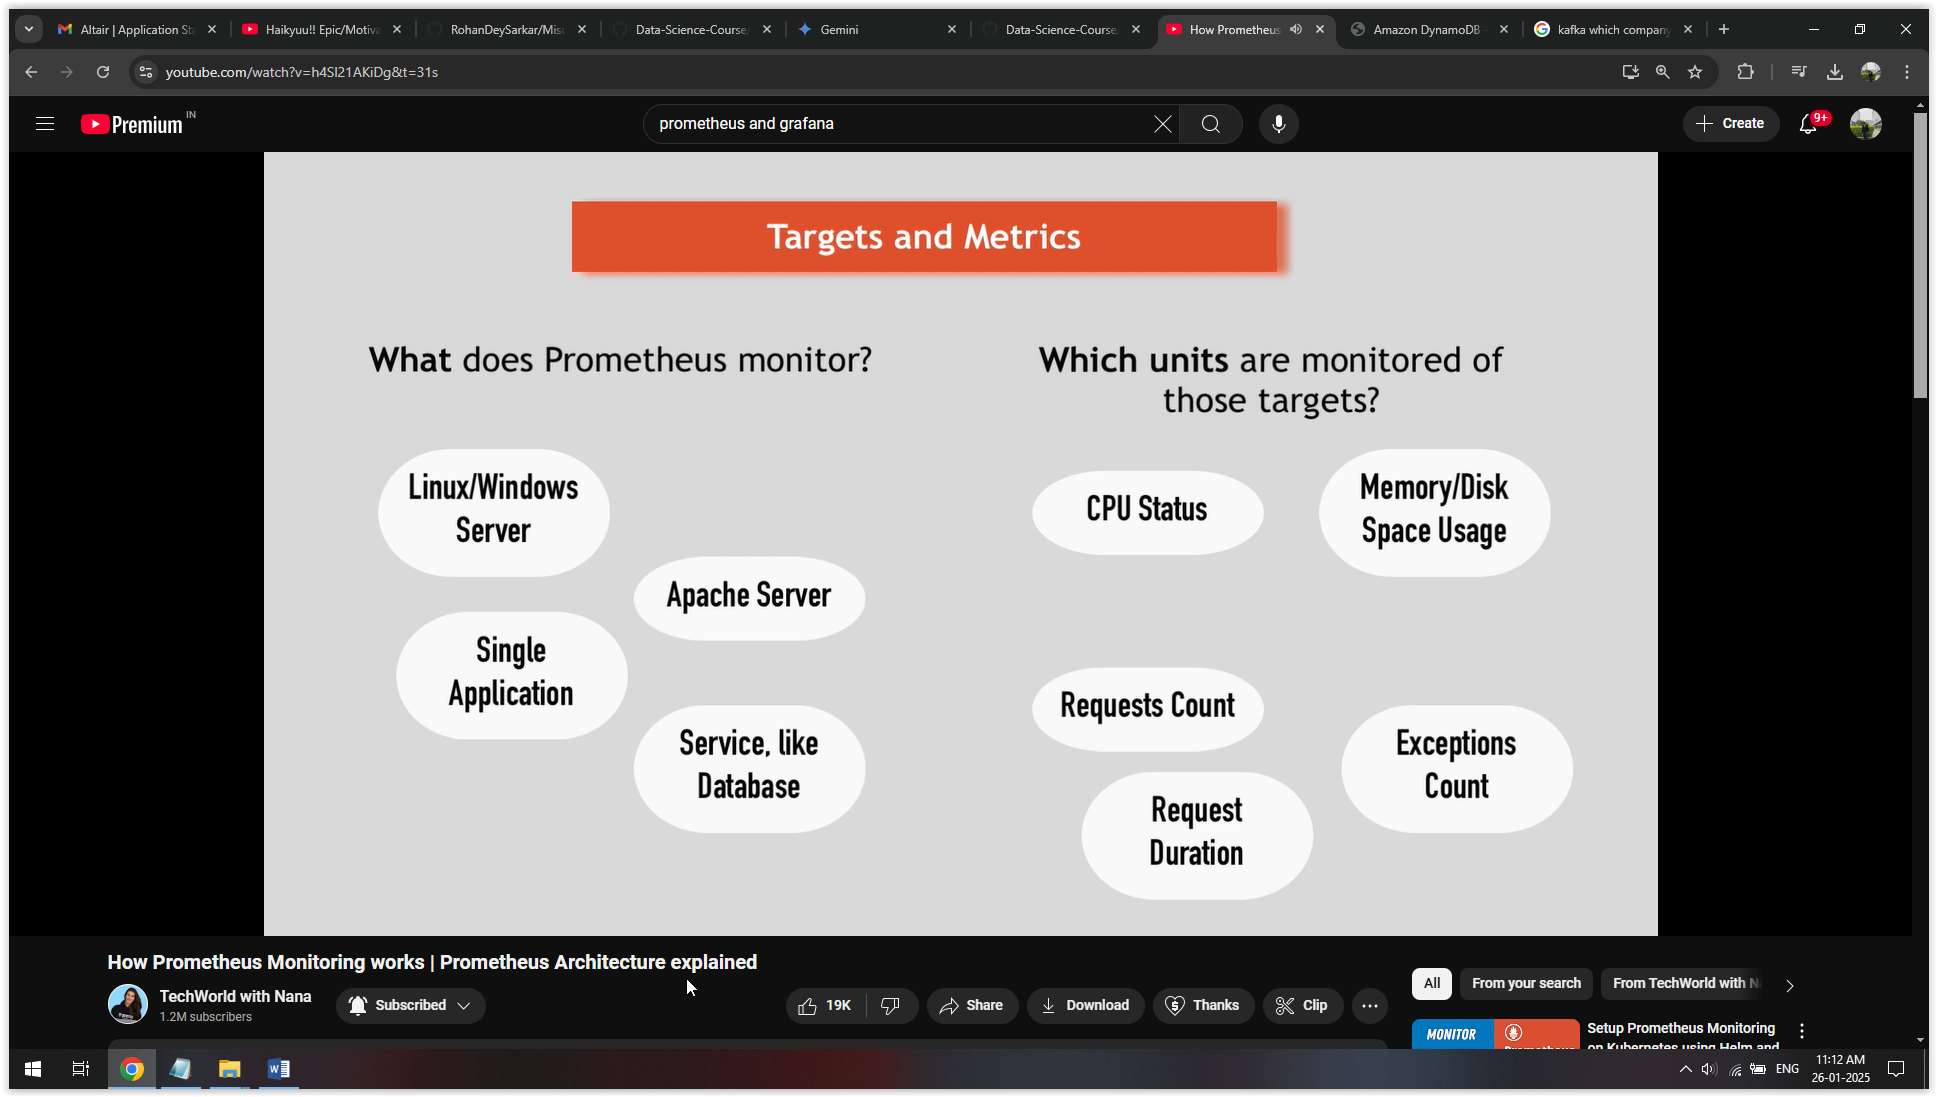 Altair | Application St
Haikyuu!! Epic/Motiva
RohanDeySarkar/Misc
Data-Science-Course/
Gemini
Data-Science-Course/
How Prometheus
Amazon DynamoDB
kafka which company
youtube.com/watch?v=h4Sl21AKiDg&t=31s
Premium IN
prometheus and grafana
Create
9+
Targets and Metrics
What does Prometheus monitor?
Linux/Windows
Server
Apache Server
Single
Application
Service, like
Database
Which units are monitored of
those targets?
CPU Status
Memory/Disk
Space Usage
Requests Count
Exceptions
Count
Request
Duration
How Prometheus Monitoring works | Prometheus Architecture explained
TechWorld with Nana
1.2M subscribers
Subscribed
19K
Share
Download
Thanks
Clip
All
From your search
From TechWorld with N
MONITOR
Prometheus
Setup Prometheus Monitoring
on Kubernetes using Helm and
ENG
11:12 AM
26-01-2025